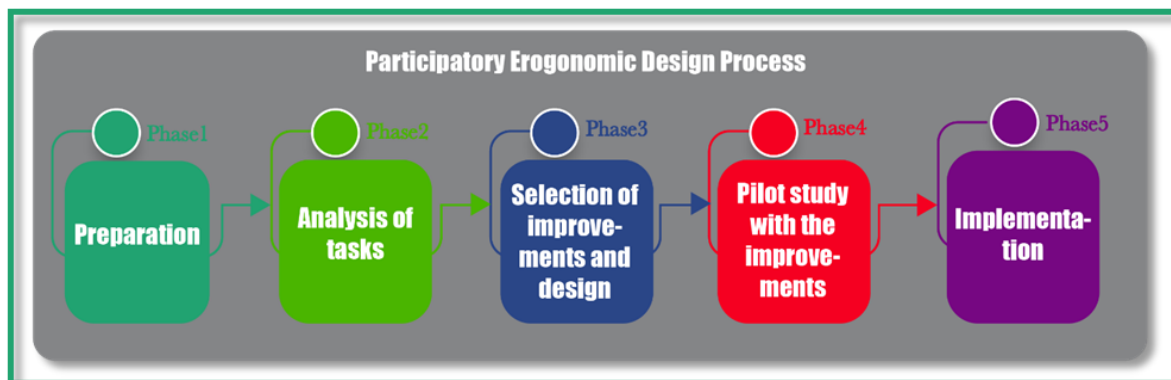 Participatory Erogonomic Design Process
Phase1
Preparation
Phase2
Analysis of
tasks
Phase3
Selection of
improve-
ments and
design
Phase4
Pilot study
with the
improve-
ments
Phase5
Implementa-
tion